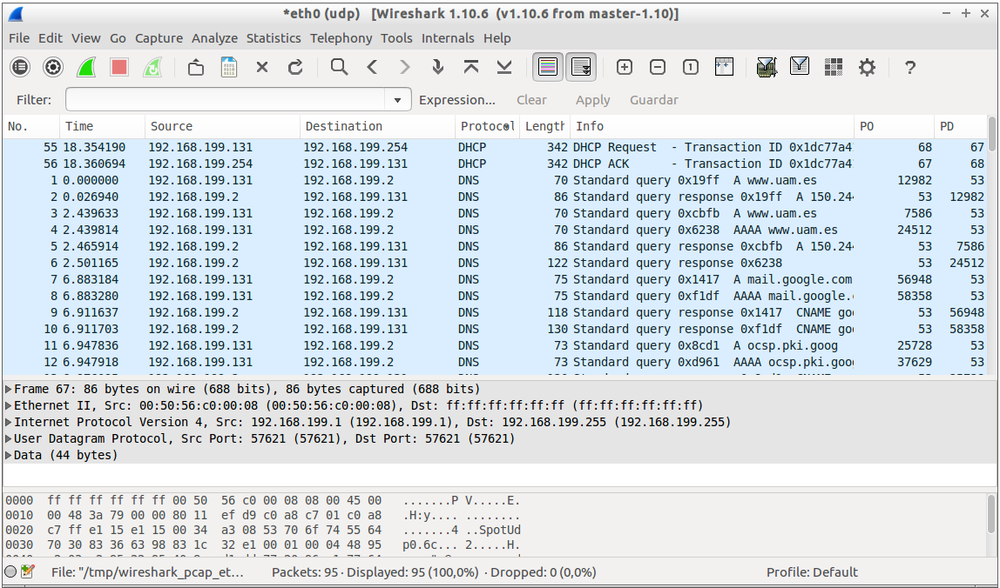 *eth0 (udp) [Wireshark 1.10.6 (v1.10.6 from master-1.10)]
File Edit View Go Capture Analyze Statistics Telephony Tools Internals Help
Filter: Expression... Clear Apply Guardar
No. Time Source Destination Protocol Length Info PO PD
55 18.354190 192.168.199.131 192.168.199.254 DHCP 342 DHCP Request - Transaction ID 0x1dc77a4 68 67
56 18.360694 192.168.199.254 192.168.199.131 DHCP 342 DHCP ACK - Transaction ID 0x1dc77a4 67 68
1 0.000000 192.168.199.131 192.168.199.2 DNS 70 Standard query 0x19ff A www.uam.es 12982 53
2 0.026940 192.168.199.2 192.168.199.131 DNS 86 Standard query response 0x19ff A 150.244 53 12982
3 2.439633 192.168.199.131 192.168.199.2 DNS 70 Standard query 0xcbfb A www.uam.es 7586 53
4 2.439814 192.168.199.131 192.168.199.2 DNS 70 Standard query 0x6238 AAAA www.uam.es 24512 53
5 2.465914 192.168.199.2 192.168.199.131 DNS 86 Standard query response 0xcbfb A 150.244 53 7586
6 2.501165 192.168.199.2 192.168.199.131 DNS 122 Standard query response 0x6238 53 24512
7 6.883184 192.168.199.131 192.168.199.2 DNS 75 Standard query 0x1417 A mail.google.com 56948 53
8 6.883280 192.168.199.131 192.168.199.2 DNS 75 Standard query 0xf1df AAAA mail.google. 58358 53
9 6.911637 192.168.199.2 192.168.199.131 DNS 118 Standard query response 0x1417 CNAME goo 53 56948
10 6.911703 192.168.199.2 192.168.199.131 DNS 130 Standard query response 0xf1df CNAME goo 53 58358
11 6.947836 192.168.199.131 192.168.199.2 DNS 73 Standard query 0x8cd1 A ocsp.pki.goog 25728 53
12 6.947918 192.168.199.131 192.168.199.2 DNS 73 Standard query 0xd961 AAAA ocsp.pki.goo 37629 53
Frame 67: 86 bytes on wire (688 bits), 86 bytes captured (688 bits)
Ethernet II, Src: 00:50:56:c0:00:08 (00:50:56:c0:00:08), Dst: ff:ff:ff:ff:ff:ff (ff:ff:ff:ff:ff:ff)
Internet Protocol Version 4, Src: 192.168.199.1 (192.168.199.1), Dst: 192.168.199.255 (192.168.199.255)
User Datagram Protocol, Src Port: 57621 (57621), Dst Port: 57621 (57621)
Data (44 bytes)
0000 ff ff ff ff ff ff 00 50 56 c0 00 08 08 00 45 00 .......P V.....E.
0010 00 48 3a 79 00 00 80 11 ef d9 c0 a8 c7 01 c0 a8 .H:y.... ........
0020 c7 ff e1 15 e1 15 00 34 a3 08 53 70 6f 74 55 64 .......4 ..SpotUd
0030 70 30 83 36 63 98 83 1c 32 e1 00 01 00 04 48 95 p0.6c... 2.....H.
File: "/tmp/wireshark_pcap_et... Packets: 95 · Displayed: 95 (100,0%) · Dropped: 0 (0,0%) Profile: Default